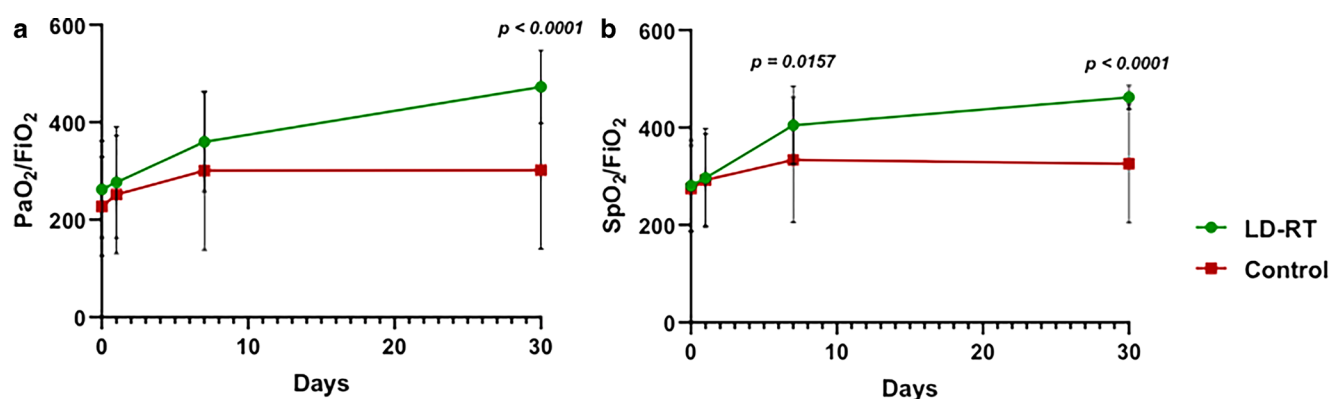 a
600
400
200
0
PaO2/FiO2
p < 0.0001
0 10 20 30
Days
b
600
400
200
0
SpO2/FiO2
p = 0.0157
p < 0.0001
0 10 20 30
Days
LD-RT
Control